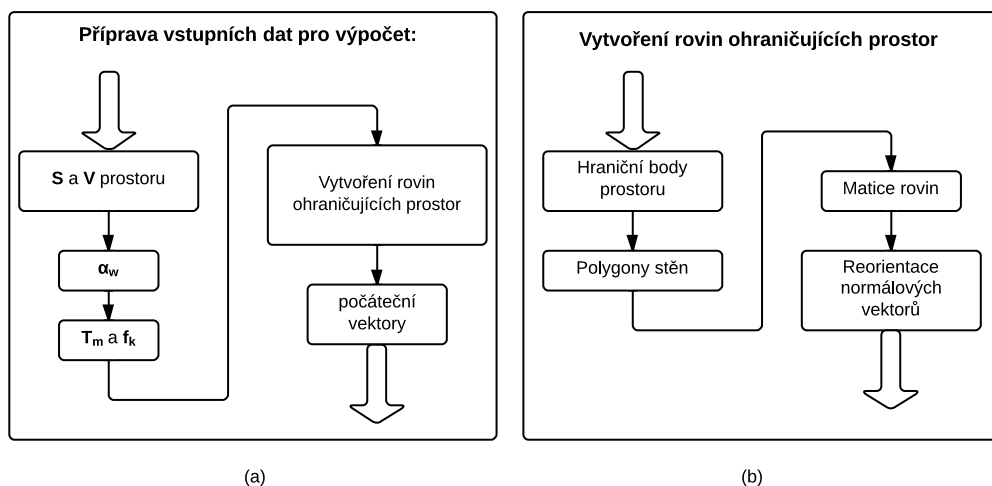 Příprava vstupních dat pro výpočet:
S a V prostoru
αw
Tm a fk
Vytvoření rovin
ohraničujících prostor
počáteční
vektory
(a)
Vytvoření rovin ohraničujících prostor
Hraniční body
prostoru
Polygony stěn
Matice rovin
Reorientace
normálových
vektorů
(b)